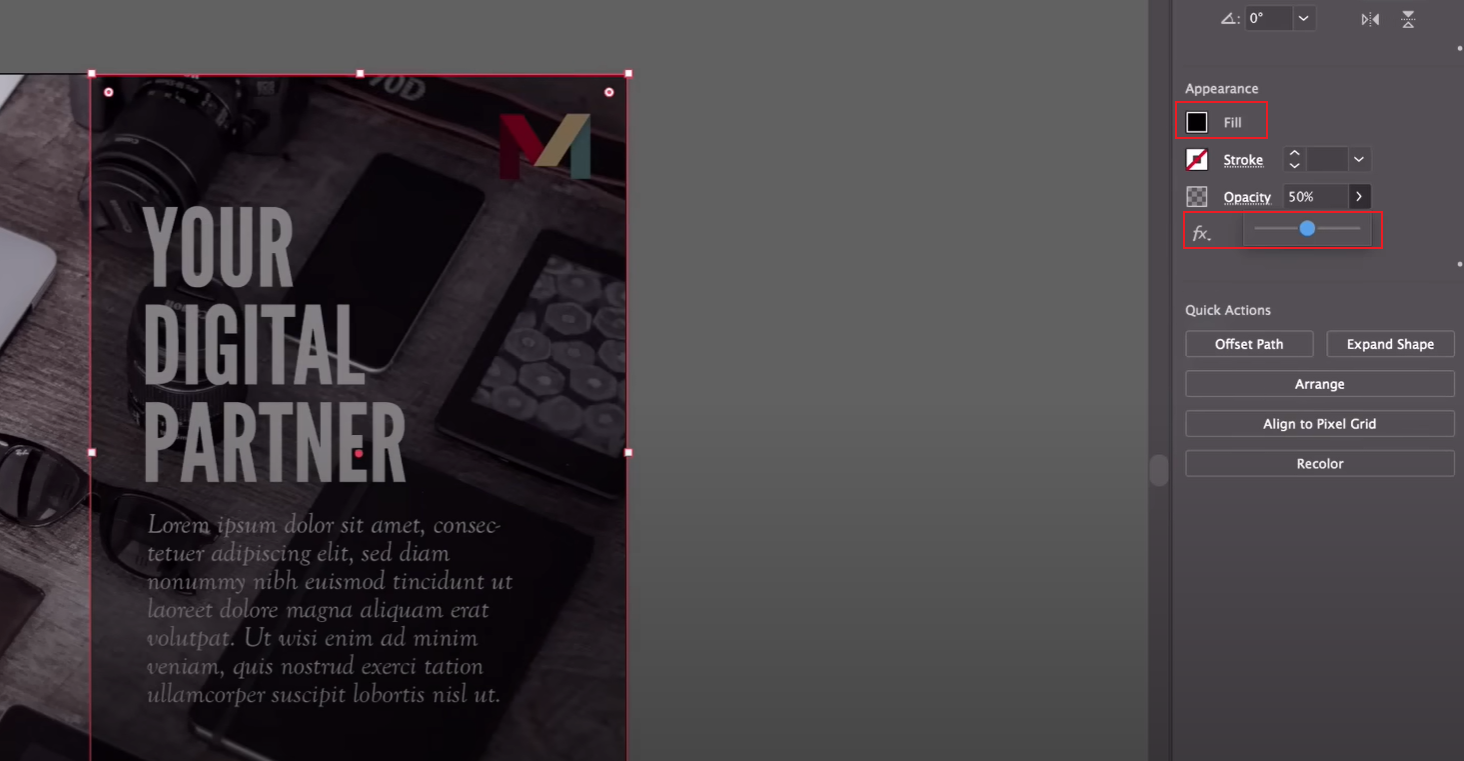 0°
70D
Appearance
Fill
Stroke
Opacity 50%
fx.
Quick Actions
Offset Path Expand Shape
Arrange
Align to Pixel Grid
Recolor
M
YOUR
DIGITAL
PARTNER
Lorem ipsum dolor sit amet, consec-
tetuer adipiscing elit, sed diam
nonummy nibh euismod tincidunt ut
laoreet dolore magna aliquam erat
volutpat. Ut wisi enim ad minim
veniam, quis nostrud exerci tation
ullamcorper suscipit lobortis nisl ut.